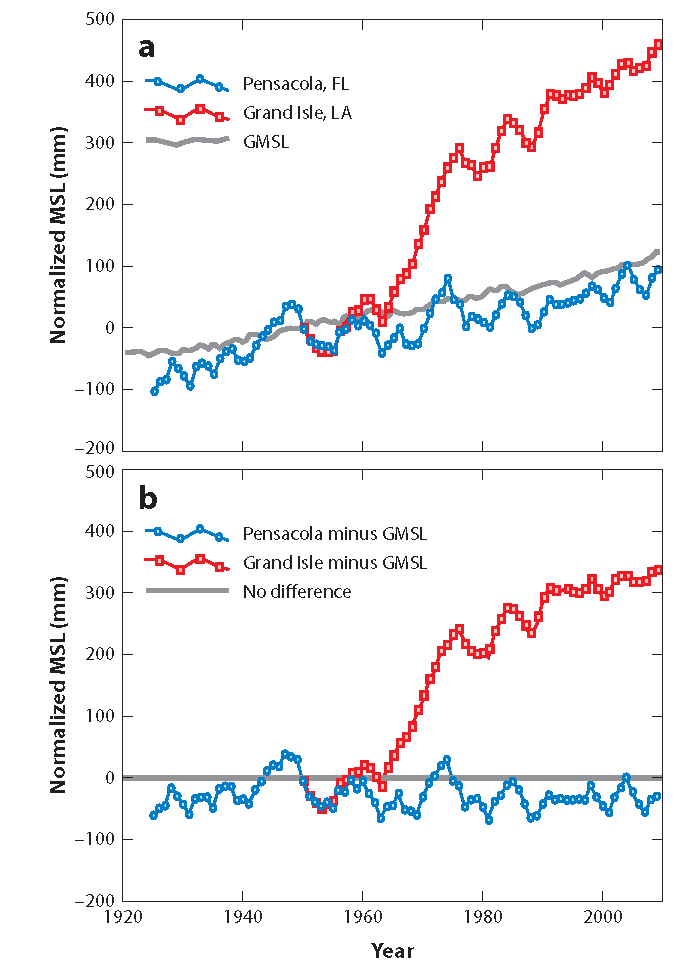 500
a
Pensacola, FL
400
Grand Isle, LA
GMSL
300
200
100
0
−100
−200
Normalized MSL (mm)
500
b
Pensacola minus GMSL
400
Grand Isle minus GMSL
No difference
300
200
100
0
−100
−200
Normalized MSL (mm)
1920 1940 1960 1980 2000
Year